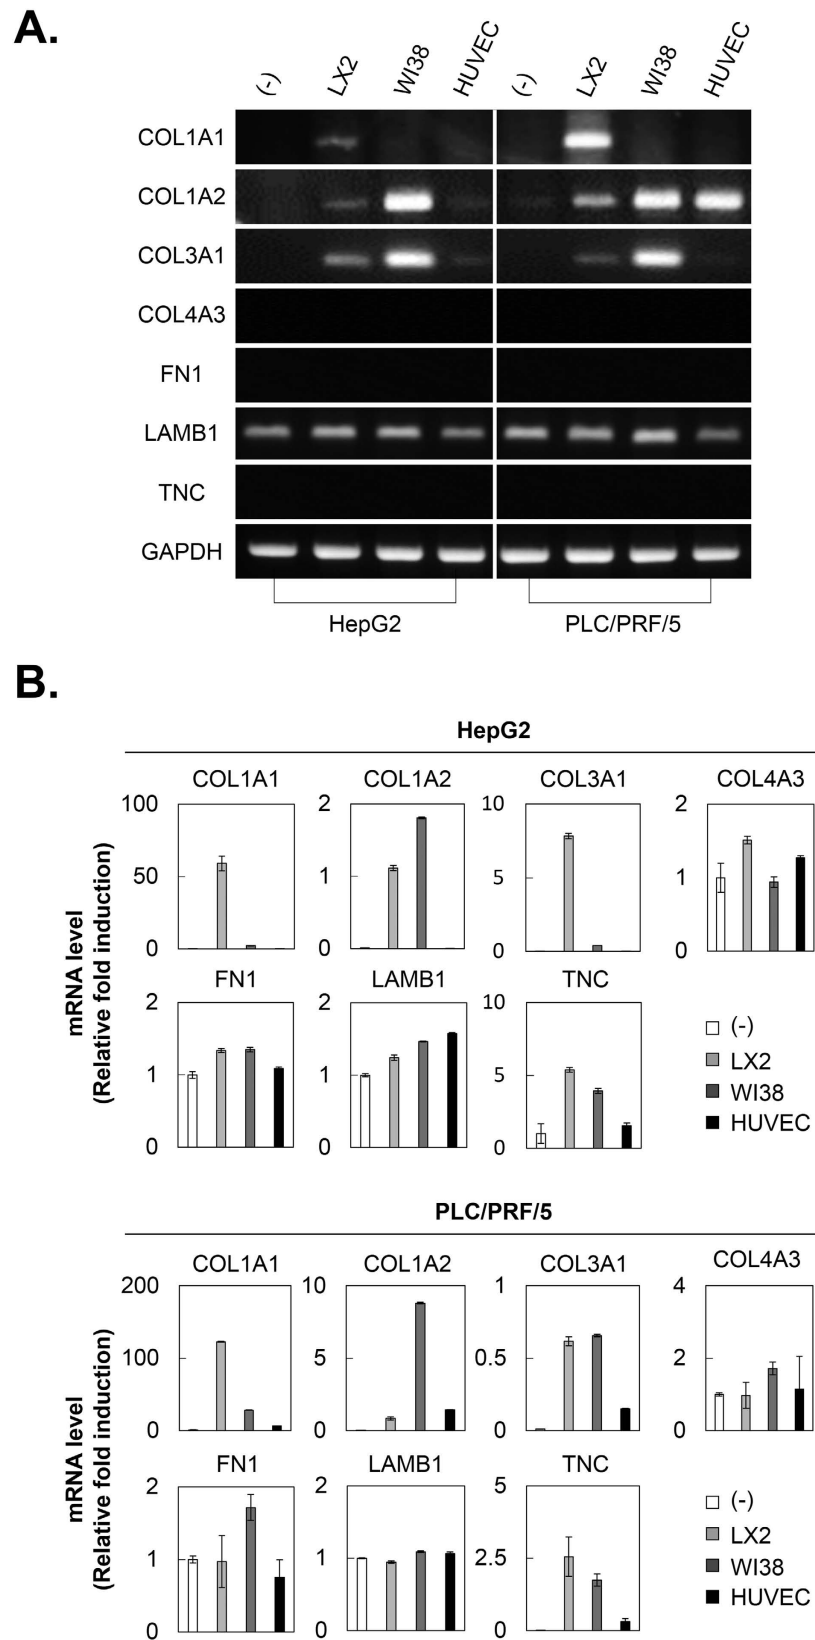 A.
(-) LX2 WI38 HUVEC (-) LX2 WI38 HUVEC
COL1A1
COL1A2
COL3A1
COL4A3
FN1
LAMB1
TNC
GAPDH
HepG2 PLC/PRF/5
B.
HepG2
mRNA level
(Relative fold induction)
COL1A1 COL1A2 COL3A1 COL4A3
100 2 10 2
50 1 5 1
0 0 0 0
FN1 LAMB1 TNC
2 2 10
1 1 5
0 0 0
(-)
LX2
WI38
HUVEC
PLC/PRF/5
mRNA level
(Relative fold induction)
COL1A1 COL1A2 COL3A1 COL4A3
200 10 1 4
100 5 0.5 2
0 0 0 0
FN1 LAMB1 TNC
2 2 5
1 1 2.5
0 0 0
(-)
LX2
WI38
HUVEC